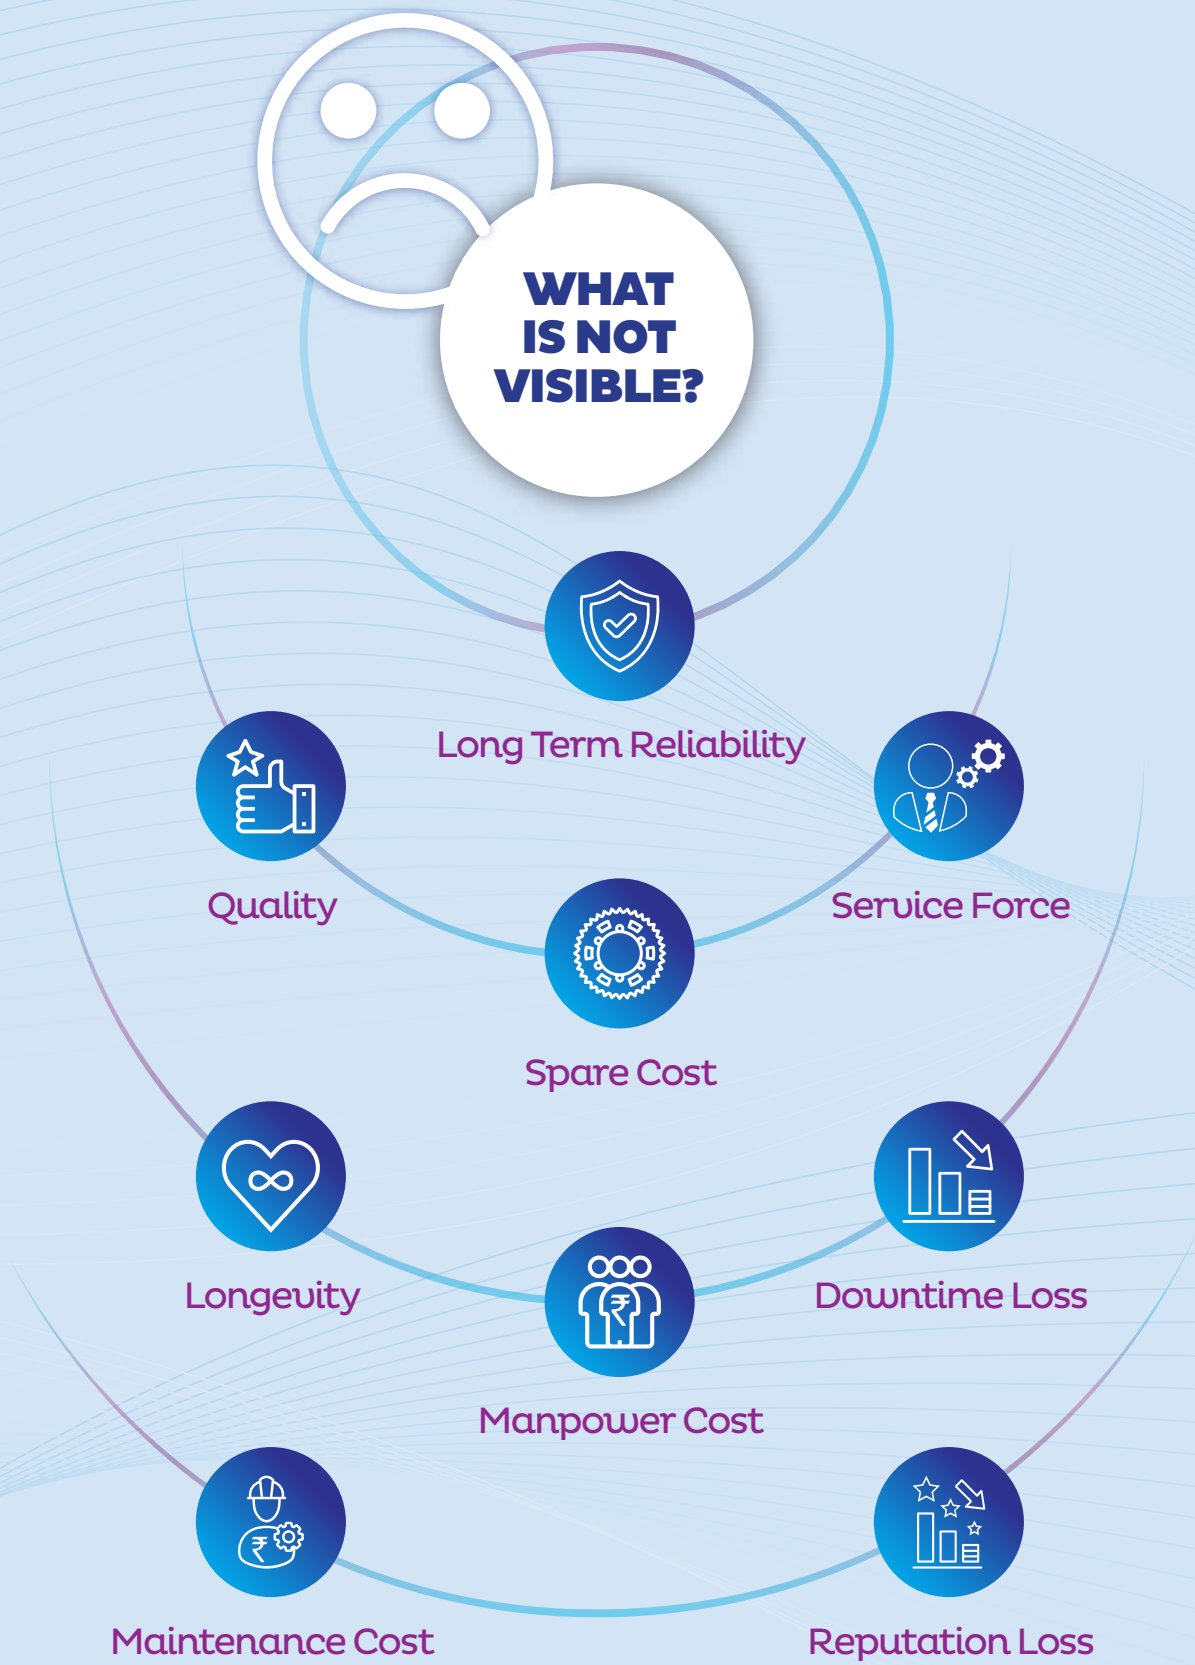 WHAT
IS NOT
VISIBLE?
Long Term Reliability
Quality
Service Force
Spare Cost
Longevity
Downtime Loss
₹
Manpower Cost
₹
Maintenance Cost
Reputation Loss